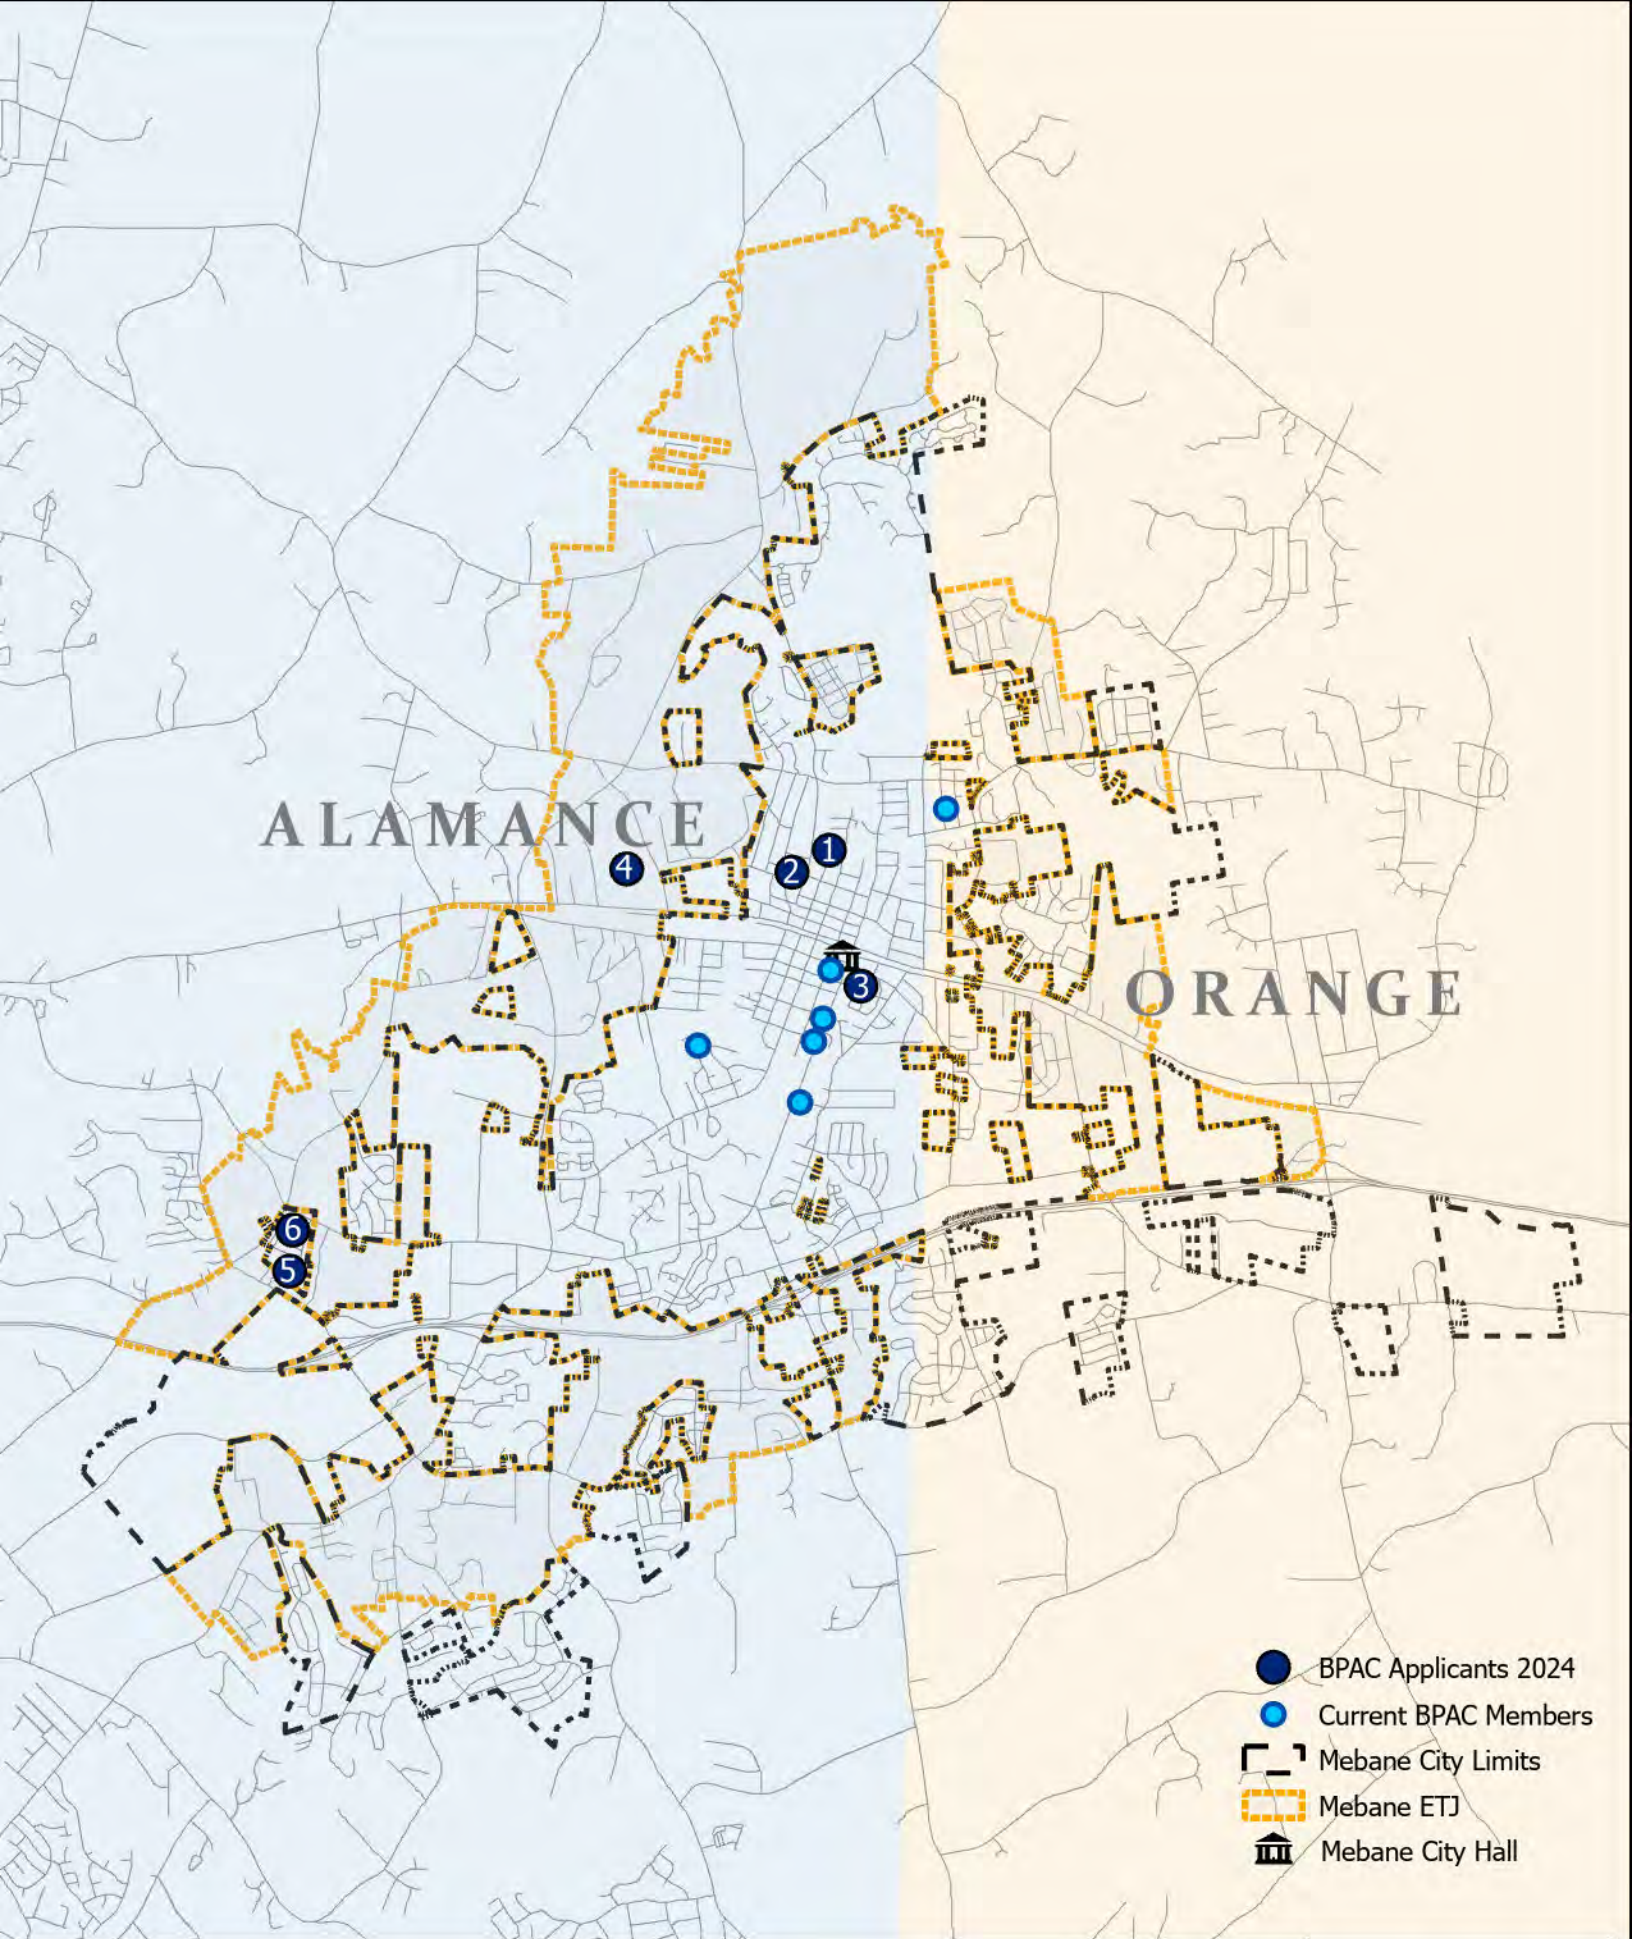 ALAMANCE
1
2
4
3
ORANGE
6
5
BPAC Applicants 2024
Current BPAC Members
Mebane City Limits
Mebane ETJ
Mebane City Hall